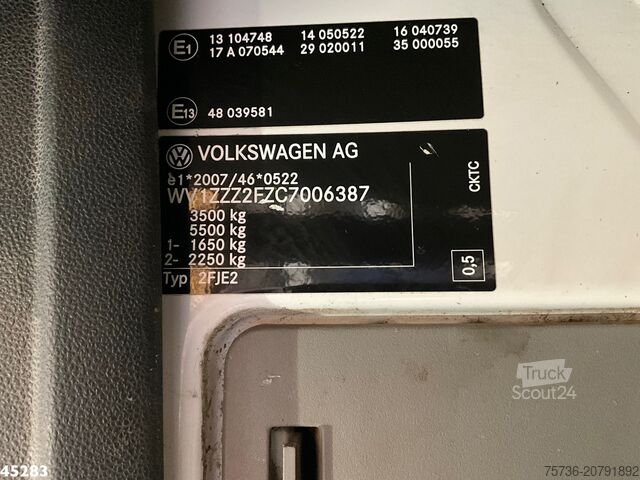 E1 13 104748 14 050522 16 040739
17 A 070544 29 020011 35 000055
E13 48 039581
VOLKSWAGEN AG
e1*2007/46*0522
WV1ZZZ2FZC7006387
3500 kg
5500 kg
1- 1650 kg
2- 2250 kg
Typ 2FJE2
CKTC
0,5
Truck
Scout24
45283
75736-20791892